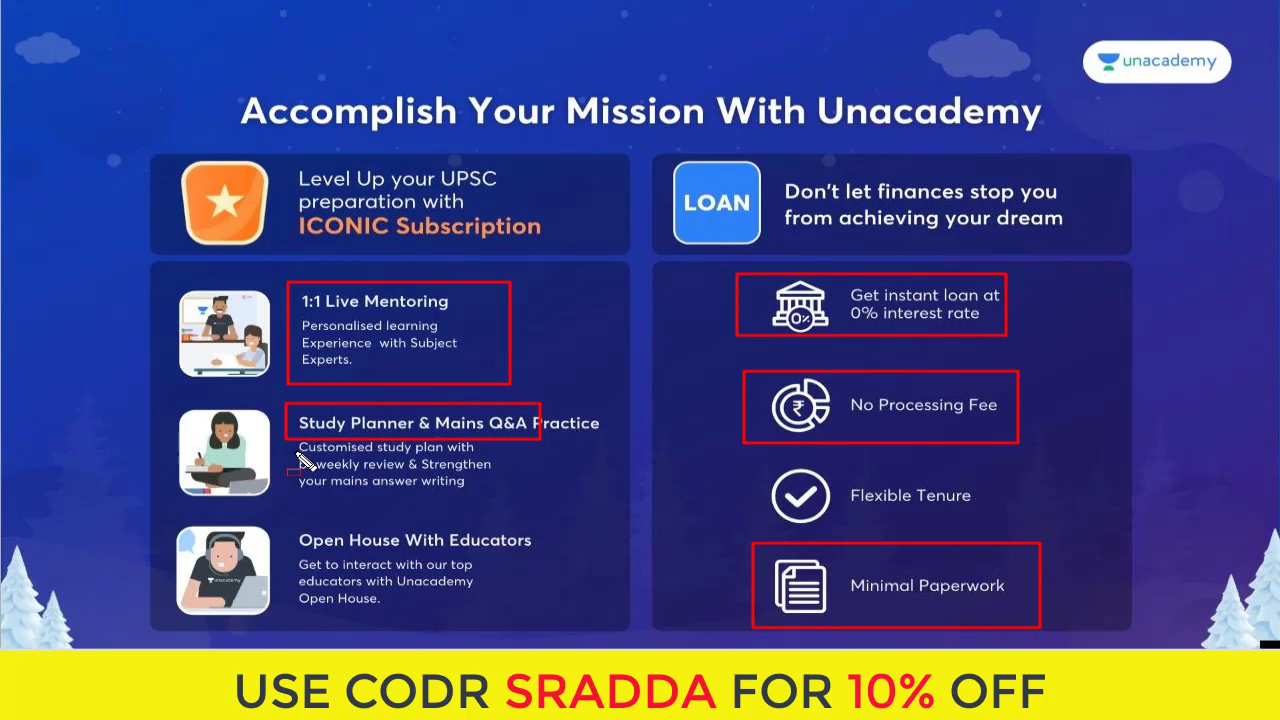 unacademy
Accomplish Your Mission With Unacademy
Level Up your UPSC
preparation with
ICONIC Subscription
LOAN
Don't let finances stop you
from achieving your dream
1:1 Live Mentoring
Personalised learning
Experience with Subject
Experts.
Study Planner & Mains Q&A Practice
Customised study plan with
weekly review & Strengthen
your mains answer writing
Open House With Educators
Get to interact with our top
educators with Unacademy
Open House.
unacademy
0%
Get instant loan at
0% interest rate
₹
No Processing Fee
Flexible Tenure
Minimal Paperwork
USE CODR SRADDA FOR 10% OFF